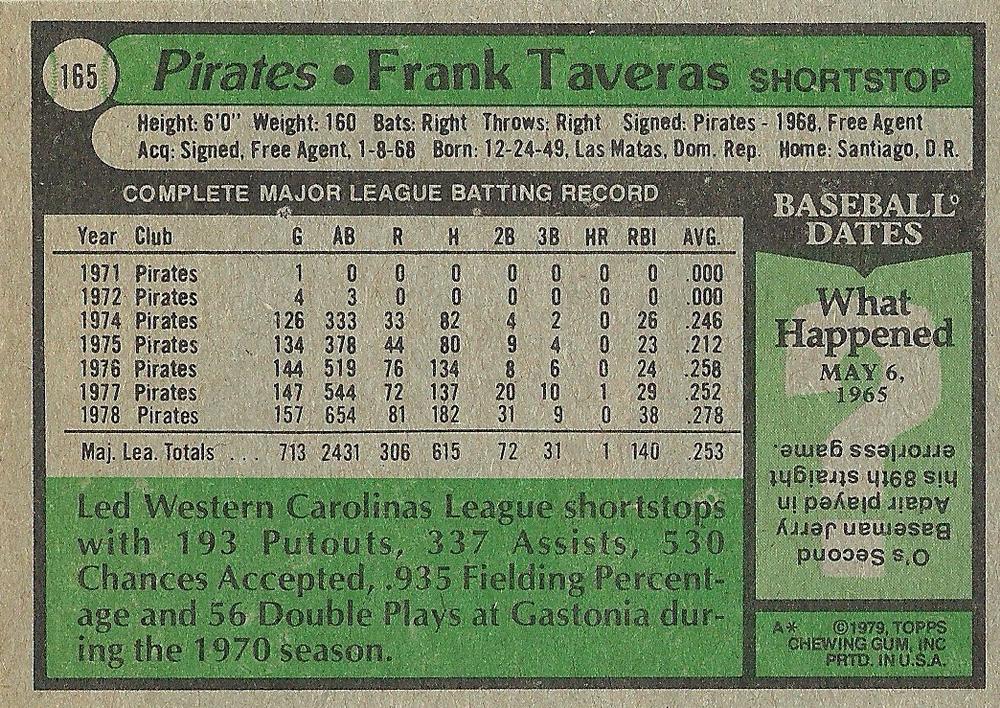 165
Pirates • Frank Taveras SHORTSTOP
Height: 6'0" Weight: 160 Bats: Right Throws: Right Signed: Pirates - 1968, Free Agent
Acq: Signed, Free Agent, 1-8-68 Born: 12-24-49, Las Matas, Dom. Rep. Home: Santiago, D.R.
COMPLETE MAJOR LEAGUE BATTING RECORD
Year Club G AB R H 2B 3B HR RBI AVG.
1971 Pirates 1 0 0 0 0 0 0 0 .000
1972 Pirates 4 3 0 0 0 0 0 0 .000
1974 Pirates 126 333 33 82 4 2 0 26 .246
1975 Pirates 134 378 44 80 9 4 0 23 .212
1976 Pirates 144 519 76 134 8 6 0 24 .258
1977 Pirates 147 544 72 137 20 10 1 29 .252
1978 Pirates 157 654 81 182 31 9 0 38 .278
Maj. Lea. Totals . . . 713 2431 306 615 72 31 1 140 .253
Led Western Carolinas League shortstops
with 193 Putouts, 337 Assists, 530
Chances Accepted, .935 Fielding Percent-
age and 56 Double Plays at Gastonia dur-
ing the 1970 season.
BASEBALL
DATES
What
Happened
MAY 6,
1965
O's Second
Baseman Jerry
Adair played in
his 89th straight
errorless game.
A* ©1979, TOPPS
CHEWING GUM, INC
PRTD. IN U.S.A.